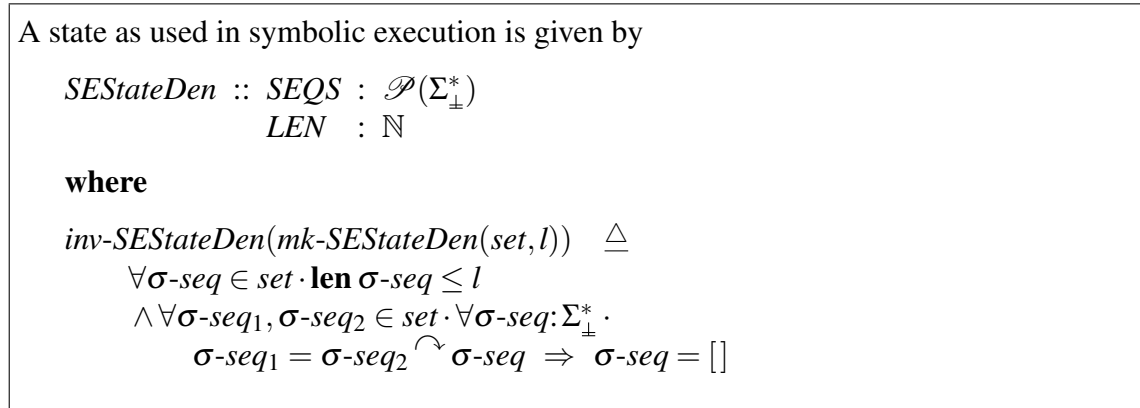 A state as used in symbolic execution is given by
SEStateDen :: SEQS : 𝒫(Σ*⊥)
LEN : ℕ
where
inv-SEStateDen(mk-SEStateDen(set, l)) ≜
∀σ-seq ∈ set · len σ-seq ≤ l
∧ ∀σ-seq₁, σ-seq₂ ∈ set · ∀σ-seq: Σ*⊥ ·
σ-seq₁ = σ-seq₂ ↷ σ-seq ⇒ σ-seq = [ ]